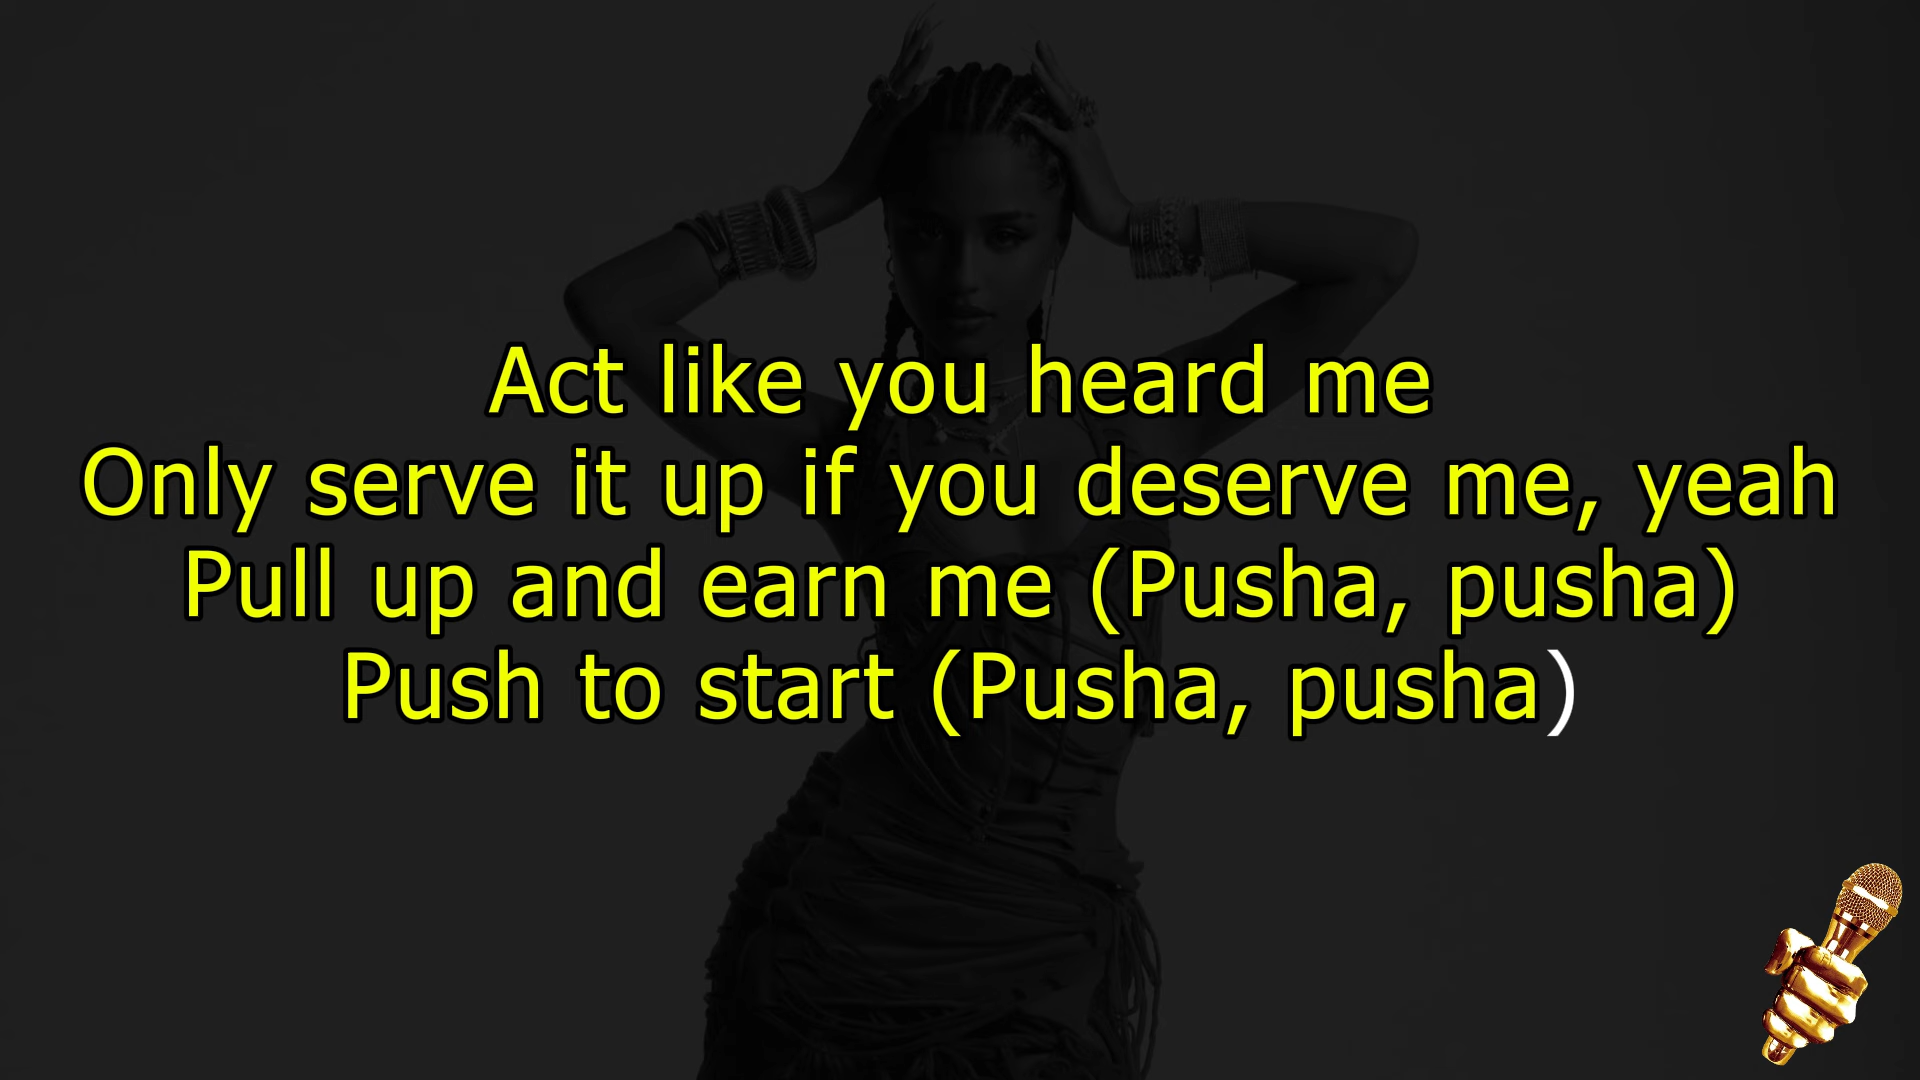 Act like you heard me
Only serve it up if you deserve me, yeah
Pull up and earn me (Pusha, pusha)
Push to start (Pusha, pusha)